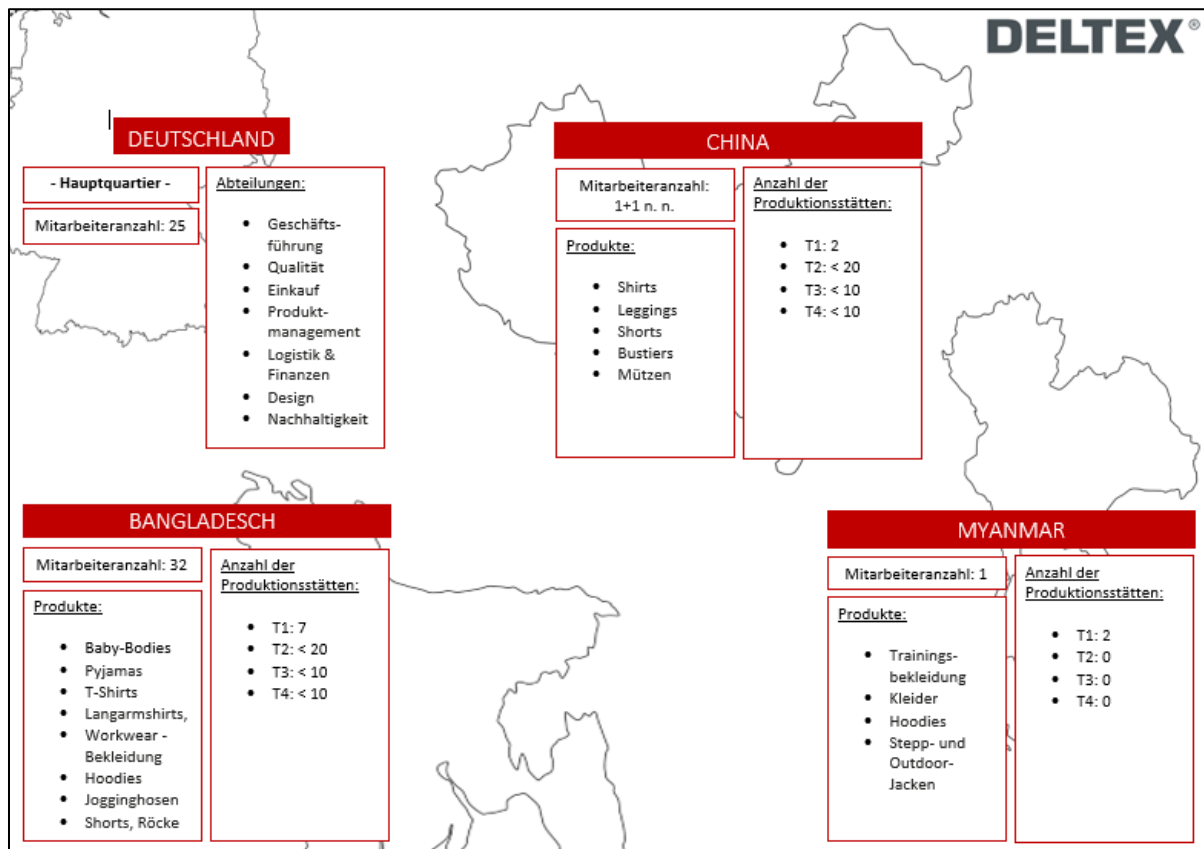 DELTEX®
DEUTSCHLAND
- Hauptquartier -
Mitarbeiteranzahl: 25
Abteilungen:
• Geschäfts-
führung
• Qualität
• Einkauf
• Produkt-
management
• Logistik &
Finanzen
• Design
• Nachhaltigkeit
CHINA
Mitarbeiteranzahl:
1+1 n. n.
Produkte:
• Shirts
• Leggings
• Shorts
• Bustiers
• Mützen
Anzahl der
Produktionsstätten:
• T1: 2
• T2: < 20
• T3: < 10
• T4: < 10
BANGLADESCH
Mitarbeiteranzahl: 32
Produkte:
• Baby-Bodies
• Pyjamas
• T-Shirts
• Langarmshirts,
• Workwear -
Bekleidung
• Hoodies
• Jogginghosen
• Shorts, Röcke
Anzahl der
Produktionsstätten:
• T1: 7
• T2: < 20
• T3: < 10
• T4: < 10
MYANMAR
Mitarbeiteranzahl: 1
Produkte:
• Trainings-
bekleidung
• Kleider
• Hoodies
• Stepp- und
Outdoor-
Jacken
Anzahl der
Produktionsstätten:
• T1: 2
• T2: 0
• T3: 0
• T4: 0